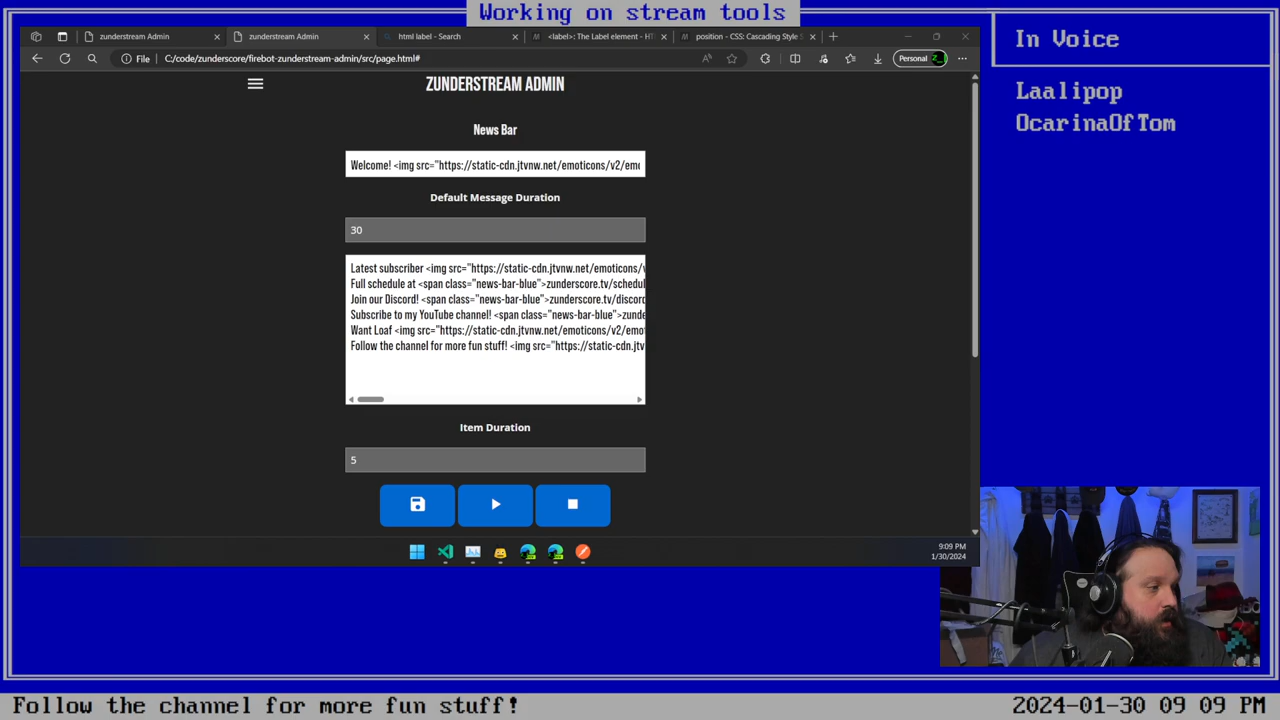 Working on stream tools
zunderstream Admin
zunderstream Admin
html label - Search
<label>: The Label element - HT
position - CSS: Cascading Style S
File
C:/code/zunderscore/firebot-zunderstream-admin/src/page.html#
Personal
ZUNDERSTREAM ADMIN
News Bar
Welcome! <img src="https://static-cdn.jtvnw.net/emoticons/v2/emo
Default Message Duration
30
Latest subscriber <img src="https://static-cdn.jtvnw.net/emoticons/v
Full schedule at <span class="news-bar-blue">zunderscore.tv/schedul
Join our Discord! <span class="news-bar-blue">zunderscore.tv/discord
Subscribe to my YouTube channel! <span class="news-bar-blue">zunde
Want Loaf <img src="https://static-cdn.jtvnw.net/emoticons/v2/emot
Follow the channel for more fun stuff! <img src="https://static-cdn.jtv
Item Duration
5
9:09 PM
1/30/2024
In Voice
Laalipop
OcarinaOfTom
Follow the channel for more fun stuff!
2024-01-30 09 09 PM